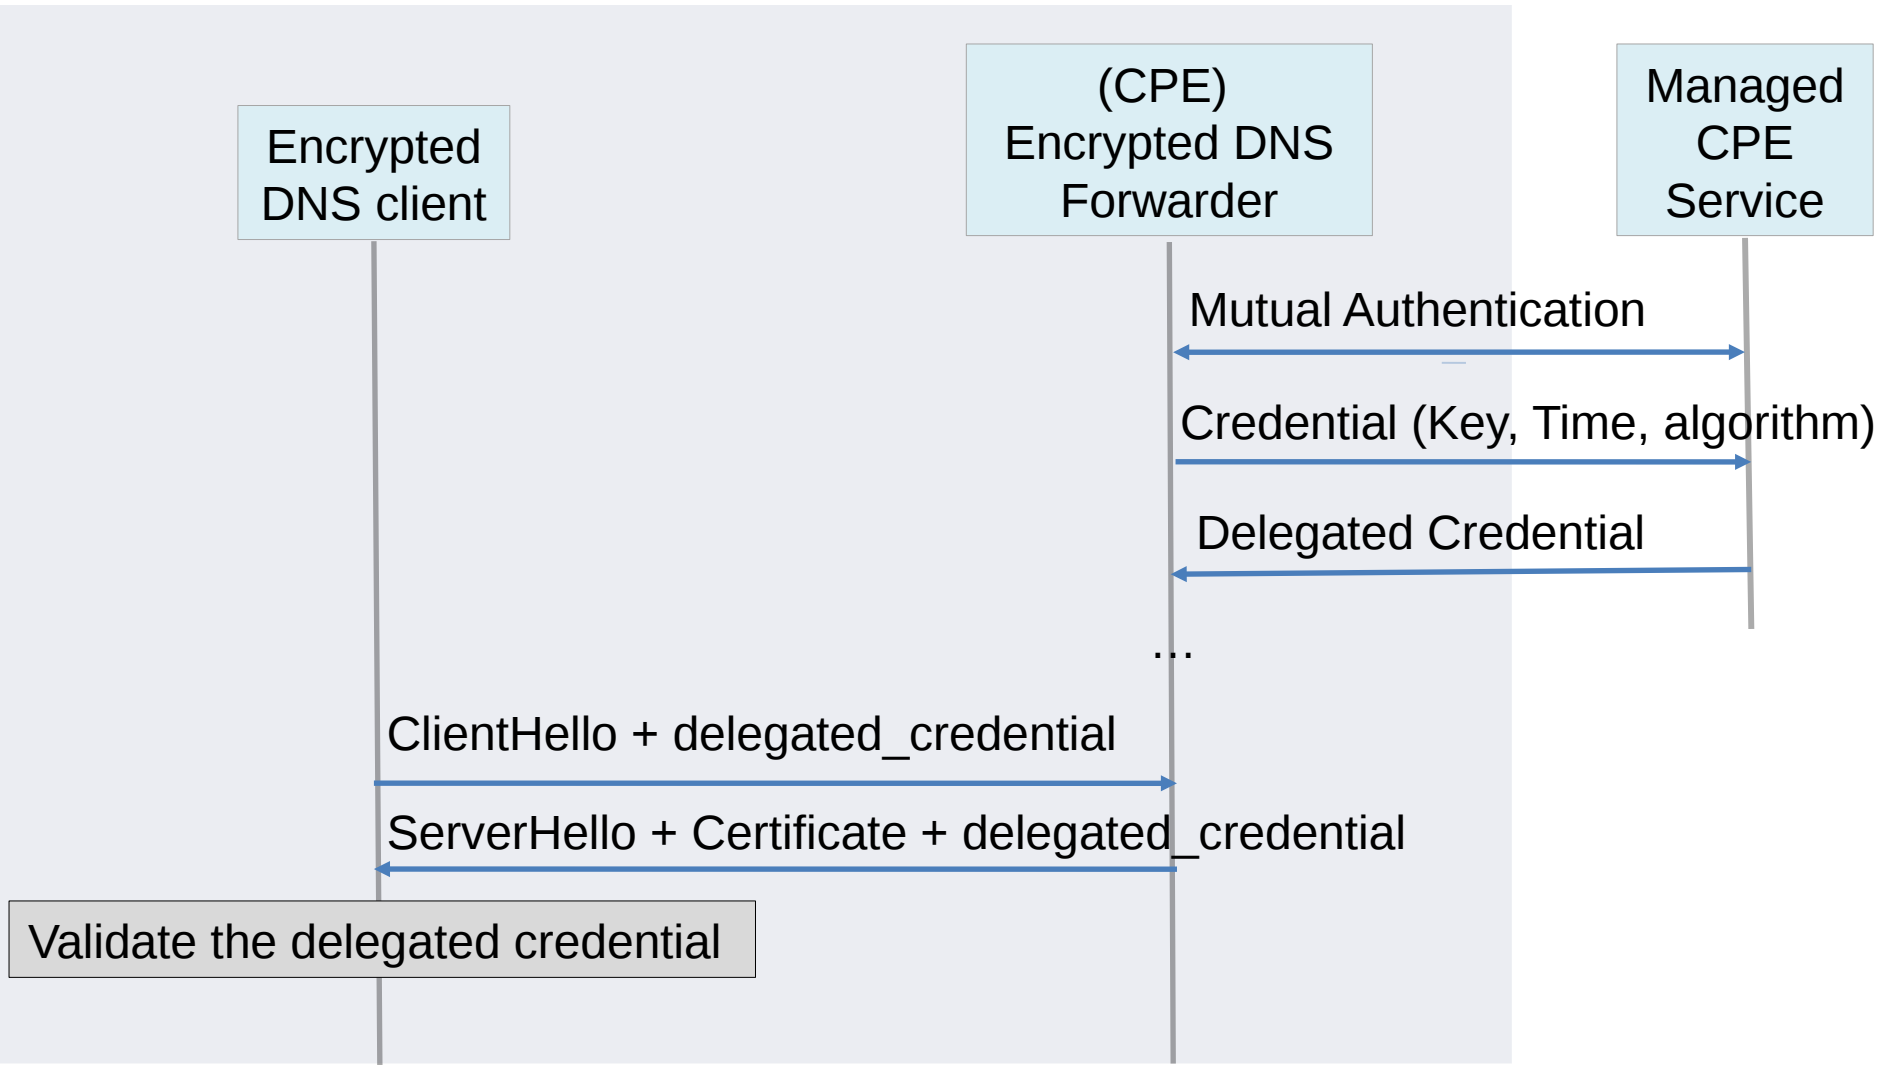 Encrypted
DNS client
(CPE)
Encrypted DNS
Forwarder
Managed
CPE
Service
Mutual Authentication
Credential (Key, Time, algorithm)
Delegated Credential
…
ClientHello + delegated_credential
ServerHello + Certificate + delegated_credential
Validate the delegated credential